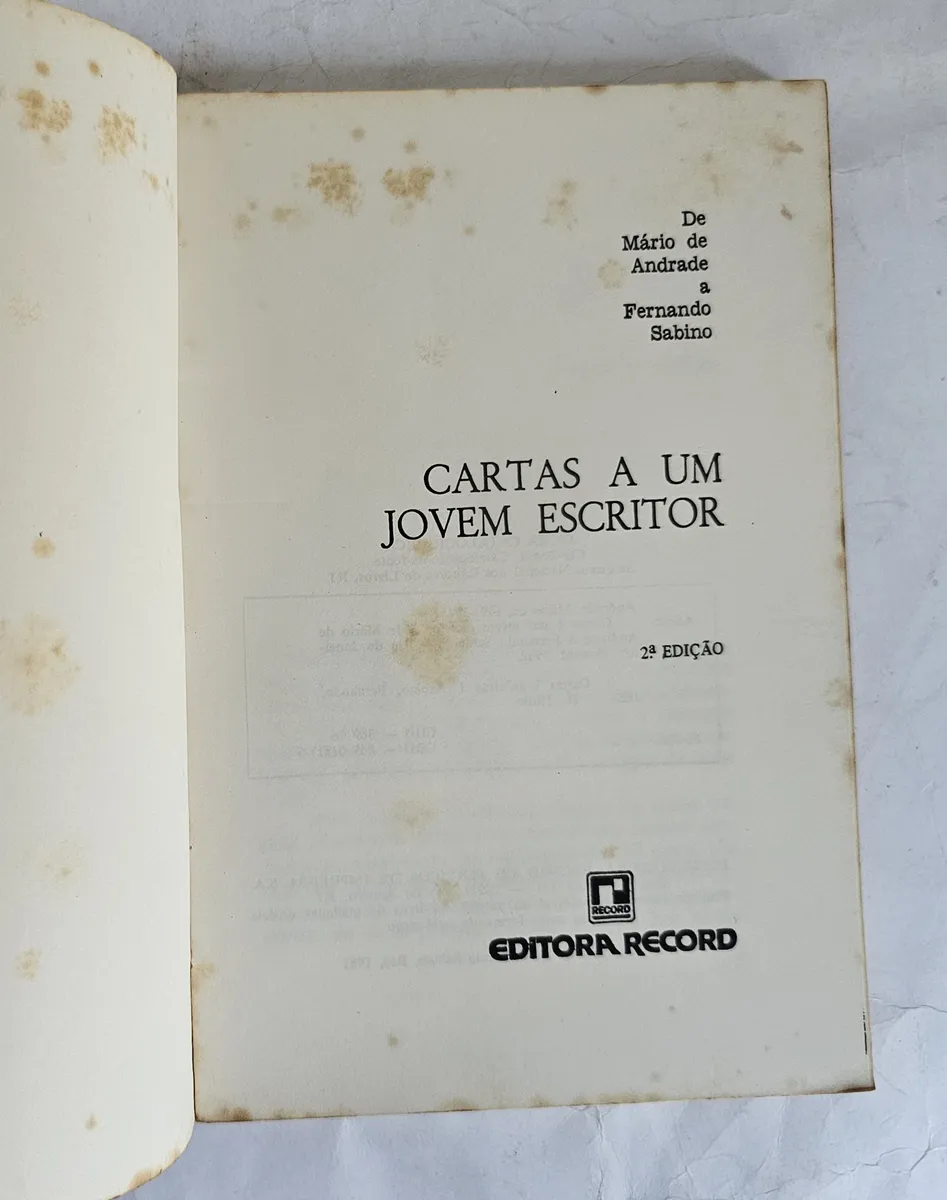 De
Mário de
Andrade
a
Fernando
Sabino
CARTAS A UM
JOVEM ESCRITOR
2ª EDIÇÃO
RECORD
EDITORA RECORD